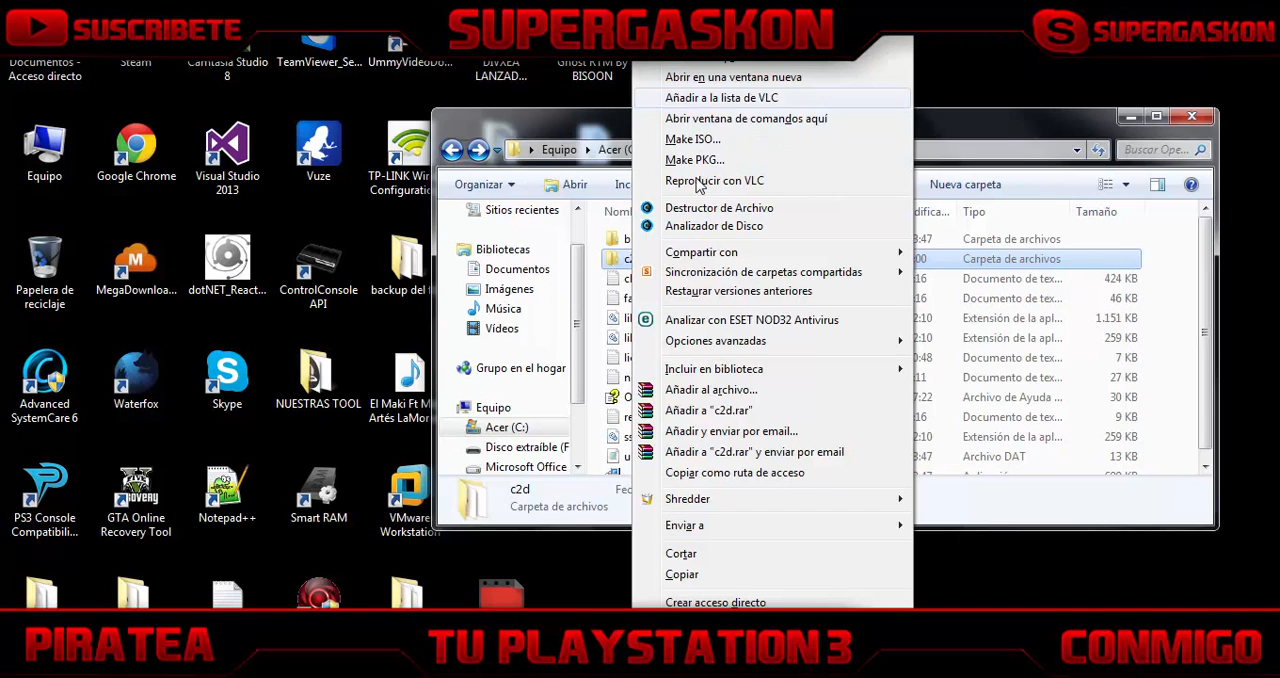 SUSCRIBETE
SUPERGASKON
SUPERGASKON
Documentos -
Acceso directo
Steam
Camtasia Studio
8
TeamViewer_Se...
UmmyVideoDo...
DIVXEA
LANZAD...
Ghost RTM By
BISOON
Equipo
Google Chrome
Visual Studio
2013
Vuze
TP-LINK Wir
Configuration
Papelera de
reciclaje
MegaDownloa...
dotNET_React...
ControlConsole
API
backup del f
Advanced
SystemCare 6
Waterfox
Skype
NUESTRAS TOOL
El Maki Ft M
Artés LaMor
PS3 Console
Compatibili...
GTA Online
Recovery Tool
Notepad++
Smart RAM
VMware
Workstation
Equipo
Acer (C
Buscar Ope...
Organizar
Abrir
Inc
Nueva carpeta
Sitios recientes
Bibliotecas
Documentos
Imágenes
Música
Vídeos
Grupo en el hogar
Equipo
Acer (C:)
Disco extraíble (F
Microsoft Office
Nom
Tipo
Tamaño
Carpeta de archivos
Carpeta de archivos
Documento de tex... 424 KB
Documento de tex... 46 KB
Extensión de la apl... 1.151 KB
Extensión de la apl... 259 KB
Documento de tex... 7 KB
Documento de tex... 27 KB
Archivo de Ayuda ... 30 KB
Documento de tex... 9 KB
Extensión de la apl... 259 KB
Archivo DAT 13 KB
c2d
Carpeta de archivos
Abrir en una ventana nueva
Añadir a la lista de VLC
Abrir ventana de comandos aquí
Make ISO...
Make PKG...
Reproducir con VLC
Destructor de Archivo
Analizador de Disco
Compartir con
Sincronización de carpetas compartidas
Restaurar versiones anteriores
Analizar con ESET NOD32 Antivirus
Opciones avanzadas
Incluir en biblioteca
Añadir al archivo...
Añadir a "c2d.rar"
Añadir y enviar por email...
Añadir a "c2d.rar" y enviar por email
Copiar como ruta de acceso
Shredder
Enviar a
Cortar
Copiar
Crear acceso directo
PIRATEA
TU PLAYSTATION 3
CONMIGO